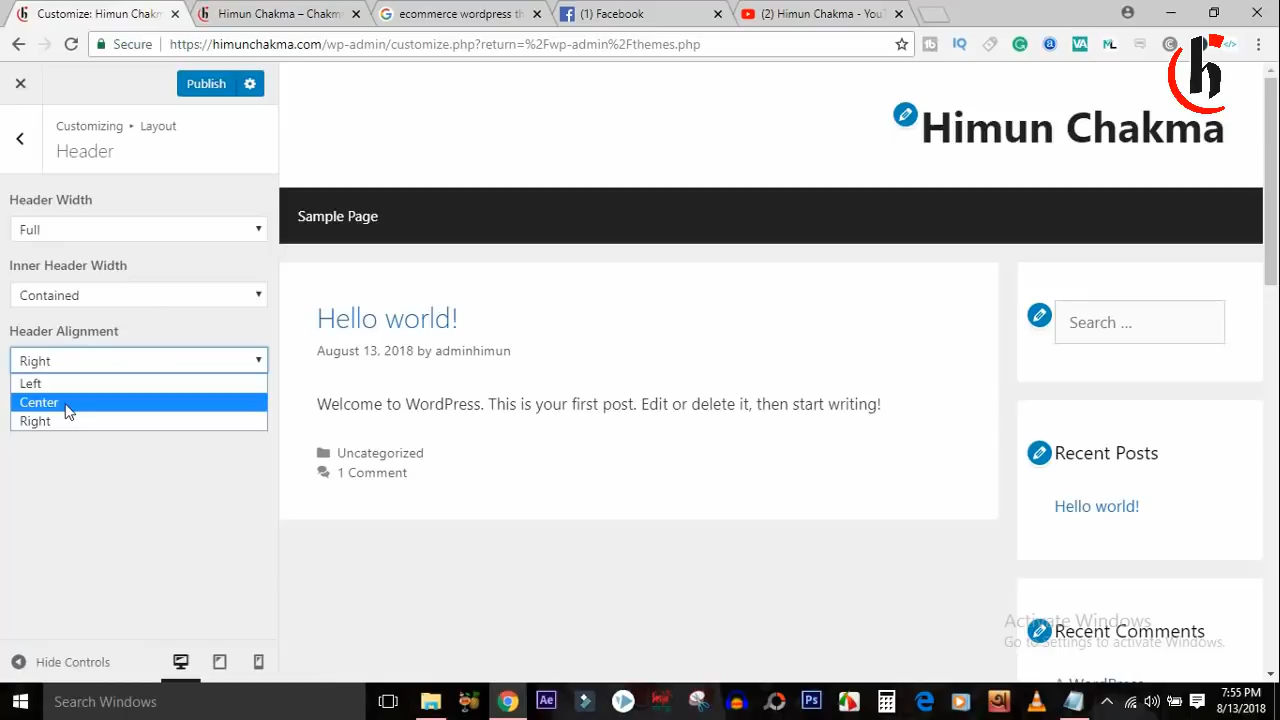 Customize: Himun Chakm
Himun Chakma – Chakm
ecommerce wordpress th
(1) Facebook
(2) Himun Chakma - YouT
Secure
https://himunchakma.com/wp-admin/customize.php?return=%2Fwp-admin%2Fthemes.php
Publish
Customizing ▸ Layout
Header
Header Width
Full
Inner Header Width
Contained
Header Alignment
Right
Left
Center
Right
Hide Controls
Himun Chakma
Sample Page
Hello world!
August 13, 2018 by adminhimun
Welcome to WordPress. This is your first post. Edit or delete it, then start writing!
Uncategorized
1 Comment
Search ...
Recent Posts
Hello world!
Recent Comments
A WordPress
Activate Windows
Go to Settings to activate Windows.
Search Windows
7:55 PM
8/13/2018